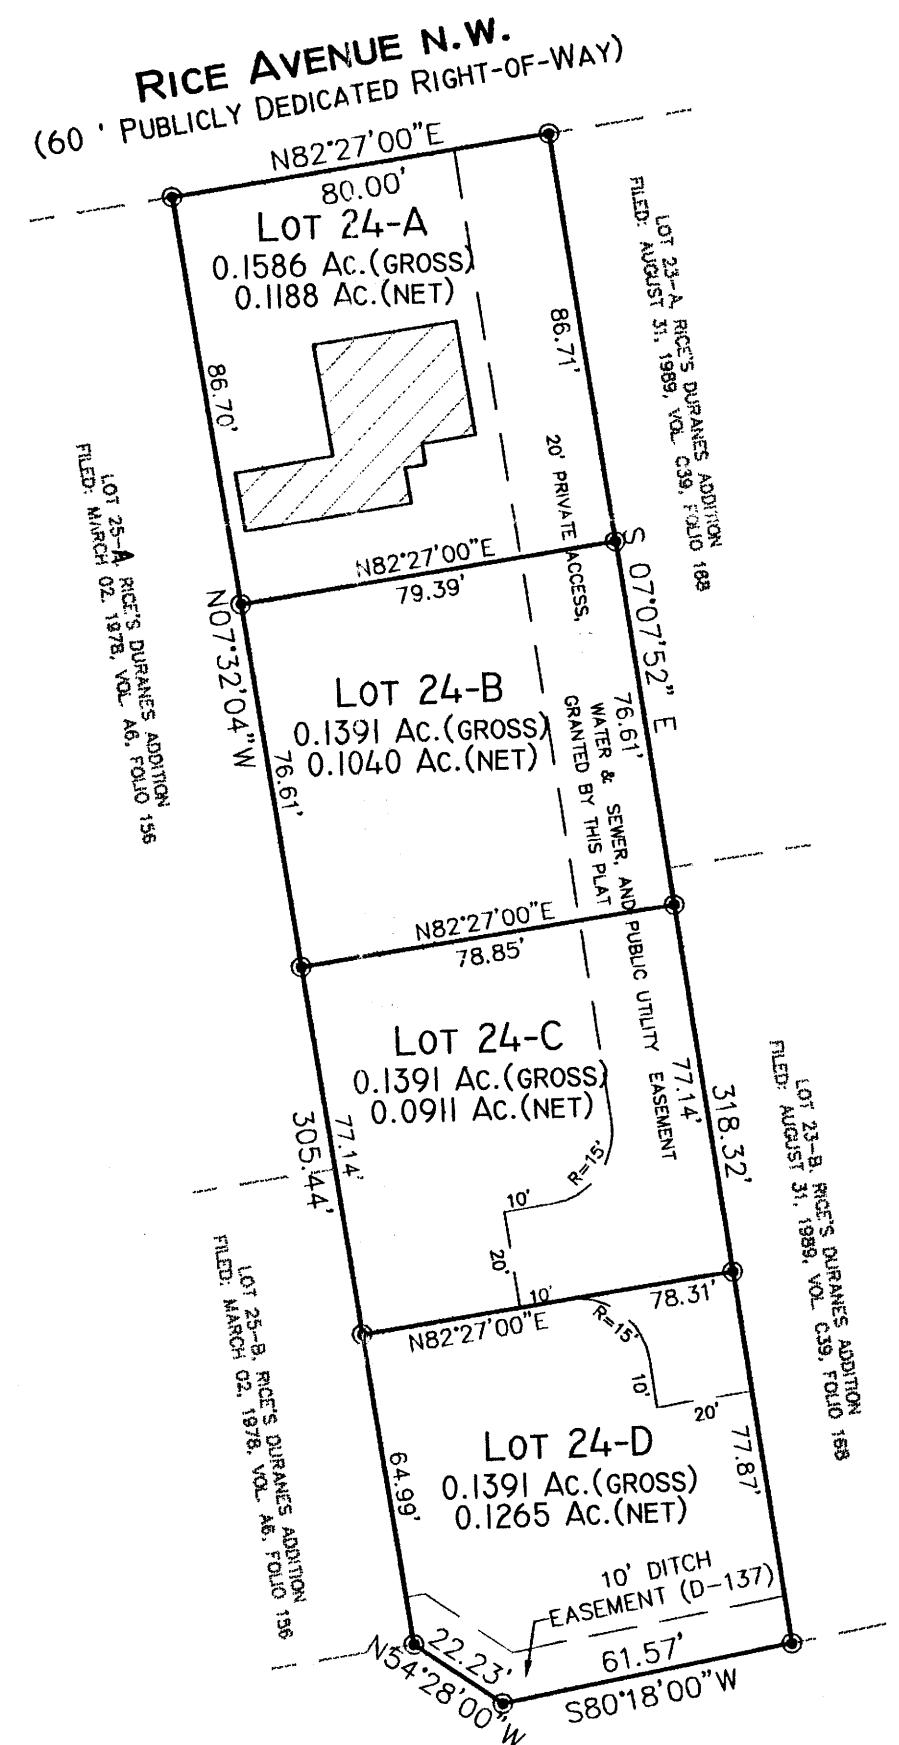 RICE AVENUE N.W.
(60 ' PUBLICLY DEDICATED RIGHT-OF-WAY)
N82°27'00"E
80.00'
LOT 24-A
0.1586 AC.(GROSS)
0.1188 AC.(NET)
86.70'
86.71'
LOT 23-A, RICE'S DURANES ADDITION
FILED: AUGUST 31, 1989, VOL. C39, FOLIO 168
LOT 25-A, RICE'S DURANES ADDITION
FILED: MARCH 02, 1978, VOL. A6, FOLIO 156
20' PRIVATE ACCESS,
WATER & SEWER, AND PUBLIC UTILITY EASEMENT
GRANTED BY THIS PLAT
N82°27'00"E
79.39'
N07°32'04"W
S 07°07'52" E
LOT 24-B
0.1391 AC.(GROSS)
0.1040 AC.(NET)
76.61'
76.61'
N82°27'00"E
78.85'
LOT 24-C
0.1391 AC.(GROSS)
0.0911 AC.(NET)
77.14'
305.44'
77.14'
318.32'
R=15'
10'
20'
10'
N82°27'00"E
78.31'
LOT 23-B, RICE'S DURANES ADDITION
FILED: AUGUST 31, 1989, VOL. C39, FOLIO 168
LOT 25-B, RICE'S DURANES ADDITION
FILED: MARCH 02, 1978, VOL. A6, FOLIO 156
R=15'
10'
20'
LOT 24-D
0.1391 AC.(GROSS)
0.1265 AC.(NET)
64.99'
77.87'
10' DITCH
EASEMENT (D-137)
22.23'
N54°28'00"W
61.57'
S80°18'00"W